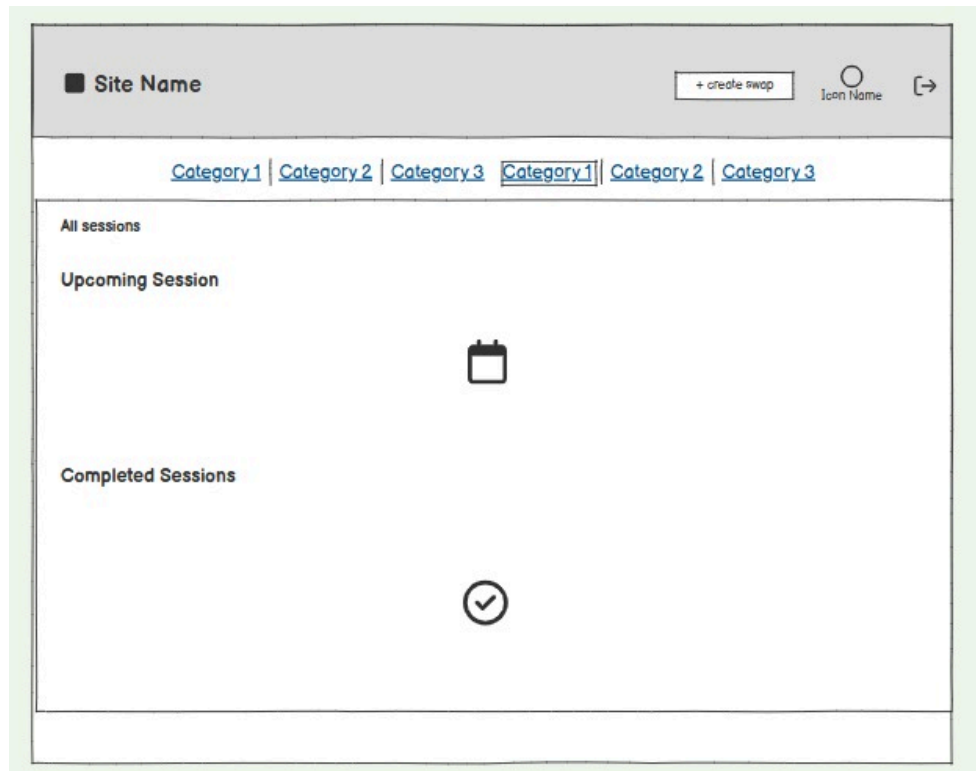 Site Name
+ create swap
Icon Name
Category 1 | Category 2 | Category 3 Category 1 | Category 2 | Category 3
All sessions
Upcoming Session
Completed Sessions